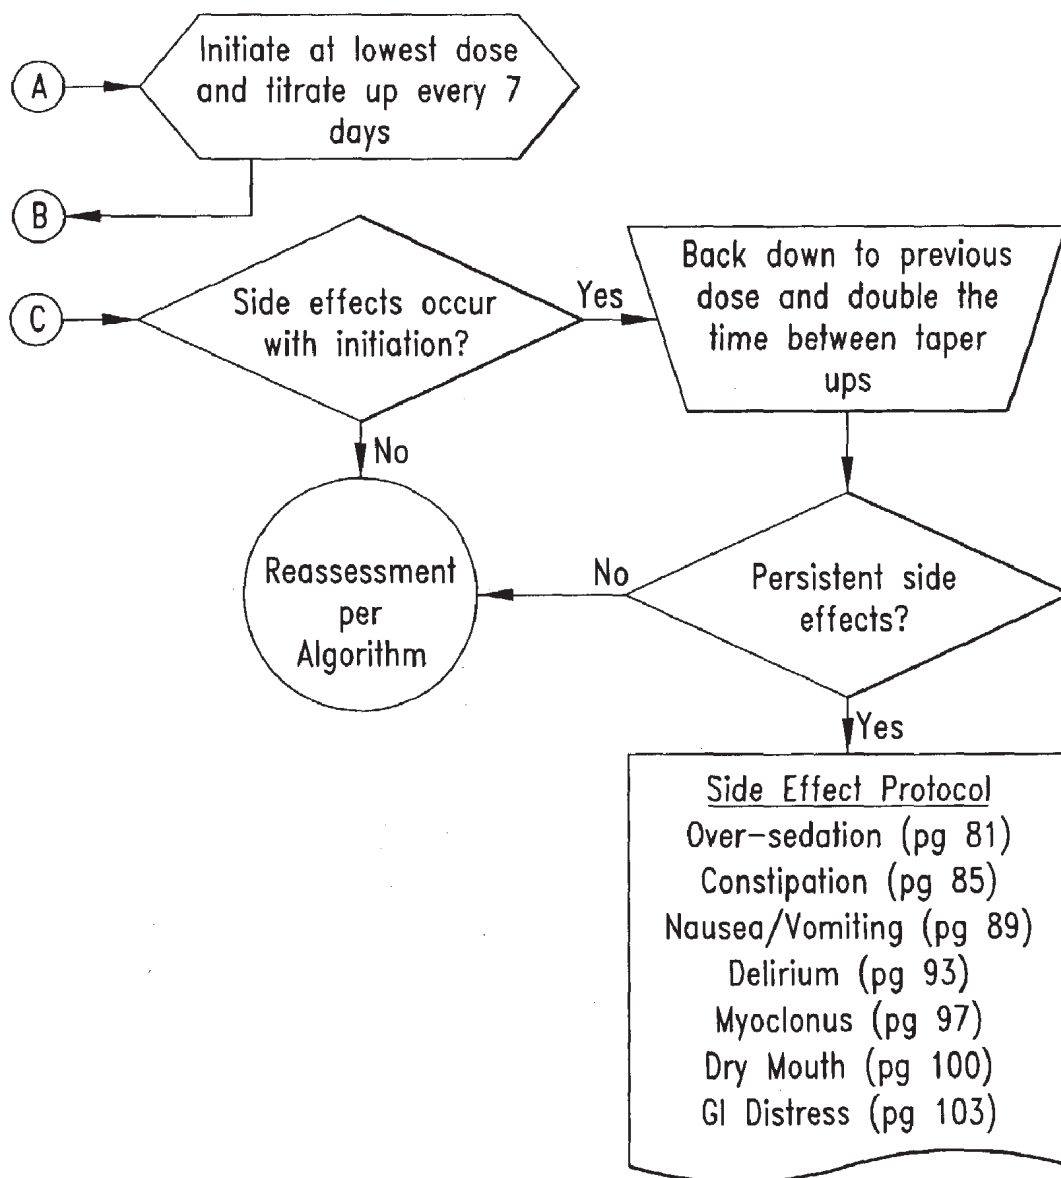 A
Initiate at lowest dose
and titrate up every 7
days
B
C
Side effects occur
with initiation?
Yes
Back down to previous
dose and double the
time between taper
ups
No
Reassessment
per
Algorithm
No
Persistent side
effects?
Yes
Side Effect Protocol
Over-sedation (pg 81)
Constipation (pg 85)
Nausea/Vomiting (pg 89)
Delirium (pg 93)
Myoclonus (pg 97)
Dry Mouth (pg 100)
GI Distress (pg 103)